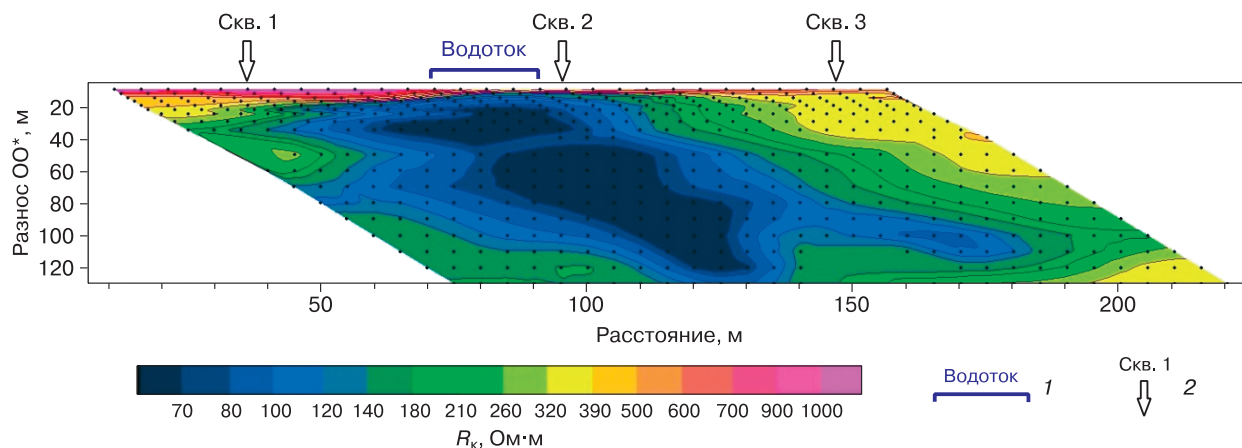 Скв. 1 Скв. 2 Скв. 3
Водоток
Разнос ОО*, м
20
40
60
80
100
120
50 100 150 200
Расстояние, м
70 80 100 120 140 180 210 260 320 390 500 600 700 900 1000
Rк, Ом·м
Водоток 1
Скв. 1 2